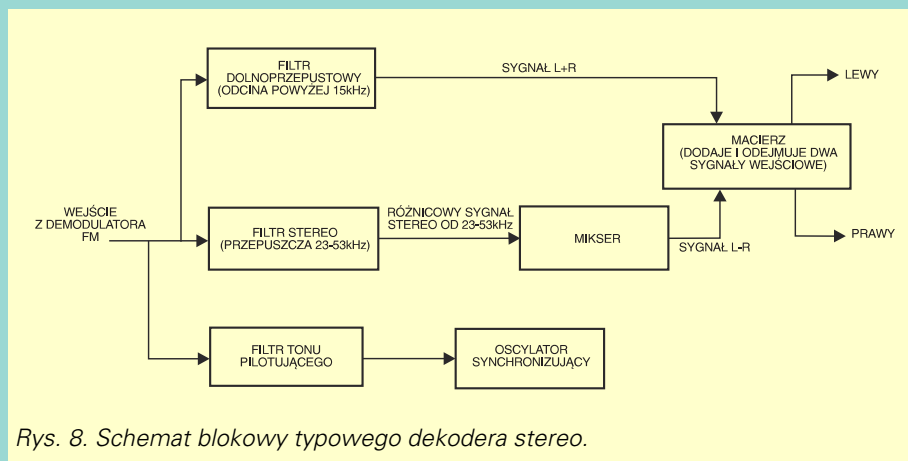 FILTR
DOLNOPRZEPUSTOWY
(ODCINA POWYŻEJ 15kHz)
SYGNAŁ L+R
LEWY
MACIERZ
(DODAJE I ODEJMUJE DWA
SYGNAŁY WEJŚCIOWE)
WEJŚCIE
Z DEMODULATORA
FM
FILTR STEREO
(PRZEPUSZCZA 23-53kHz)
RÓŻNICOWY SYGNAŁ
STEREO OD 23-53kHz
MIKSER
SYGNAŁ L-R
PRAWY
FILTR TONU
PILOTUJĄCEGO
OSCYLATOR
SYNCHRONIZUJĄCY
Rys. 8. Schemat blokowy typowego dekodera stereo.